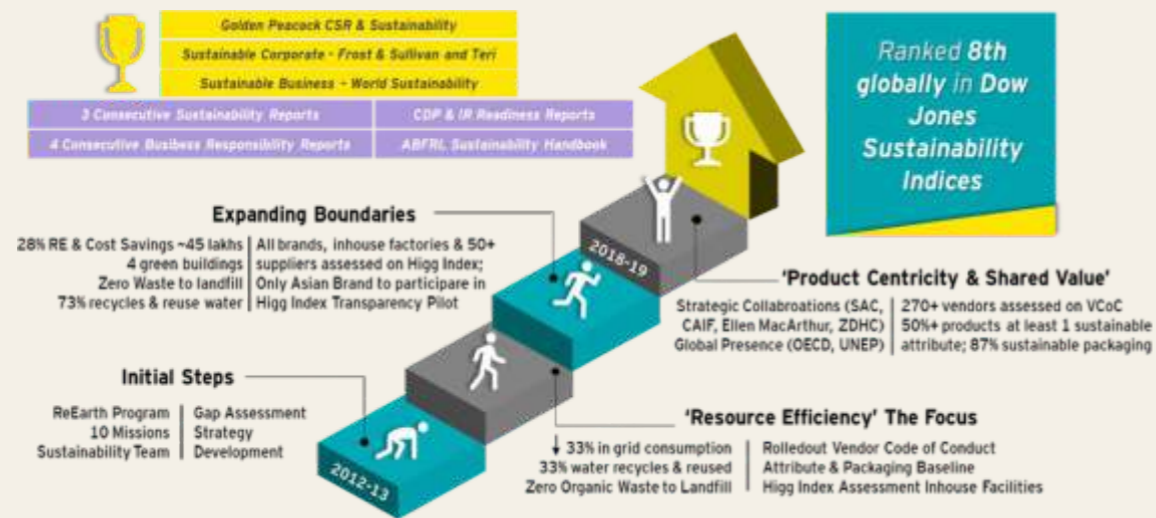 Golden Peacock CSR & Sustainability
Sustainable Corporate - Frost & Sullivan and Teri
Sustainable Business - World Sustainability
3 Consecutive Sustainability Reports
CDP & IR Readiness Reports
4 Consecutive Busibess Responsibility Reports
ABFRL Sustainability Handbook
Ranked 8th
globally in Dow
Jones
Sustainability
Indices
Expanding Boundaries
28% RE & Cost Savings ~45 lakhs
4 green buildings
Zero Waste to landfill
73% recycles & reuse water
All brands, inhouse factories & 50+
suppliers assessed on Higg Index;
Only Asian Brand to participare in
Higg Index Transparency Pilot
2018-19
'Product Centricity & Shared Value'
Strategic Collabroations (SAC,
CAIF, Ellen MacArthur, ZDHC)
Global Presence (OECD, UNEP)
270+ vendors assessed on VCoC
50%+ products at least 1 sustainable
attribute; 87% sustainable packaging
Initial Steps
ReEarth Program
10 Missions
Sustainability Team
Gap Assessment
Strategy
Development
2012-13
'Resource Efficiency' The Focus
↓ 33% in grid consumption
33% water recycles & reused
Zero Organic Waste to Landfill
Rolledout Vendor Code of Conduct
Attribute & Packaging Baseline
Higg Index Assessment Inhouse Facilities